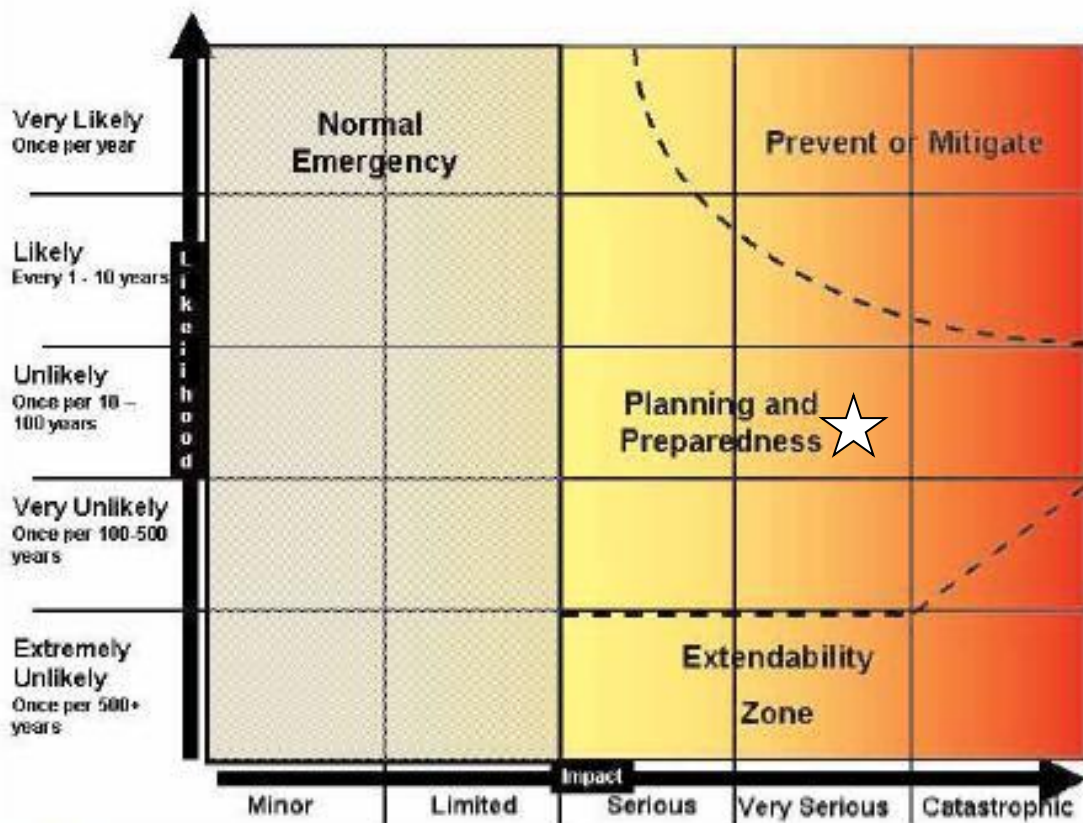 Very Likely
Once per year
Normal
Emergency
Prevent or Mitigate
Likely
Every 1 - 10 years
Likeliihoood
Unlikely
Once per 10 –
100 years
Planning and
Preparedness
Very Unlikely
Once per 100-500
years
Extremely
Unlikely
Once per 500+
years
Extendability
Zone
Impact
Minor
Limited
Serious
Very Serious
Catastrophic